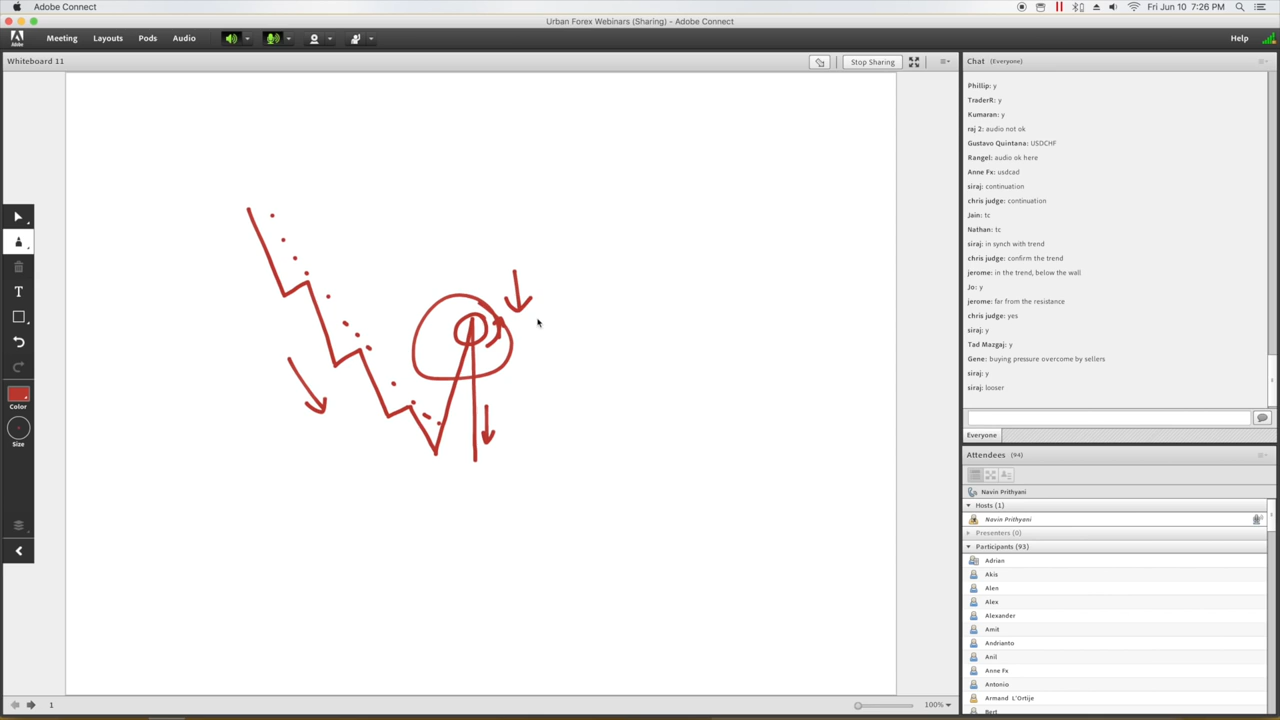 Adobe Connect
Fri Jun 10 7:26 PM
Urban Forex Webinars (Sharing) - Adobe Connect
Adobe
Meeting
Layouts
Pods
Audio
Help
Whiteboard 11
Stop Sharing
T
Color
Size
1
100%
Chat (Everyone)
Phillip: y
TraderR: y
Kumaran: y
raj 2: audio not ok
Gustavo Quintana: USDCHF
Rangel: audio ok here
Anne Fx: usdcad
siraj: continuation
chris judge: continuation
Jain: tc
Nathan: tc
siraj: in synch with trend
chris judge: confirm the trend
jerome: in the trend, below the wall
Jo: y
jerome: far from the resistance
chris judge: yes
siraj: y
Tad Mazgaj: y
Gene: buying pressure overcome by sellers
siraj: y
siraj: looser
Everyone
Attendees (94)
Navin Prithyani
Hosts (1)
Navin Prithyani
Presenters (0)
Participants (93)
Adrian
Akis
Alen
Alex
Alexander
Amit
Andrianto
Anil
Anne Fx
Antonio
Armand L'Ortije
Bert